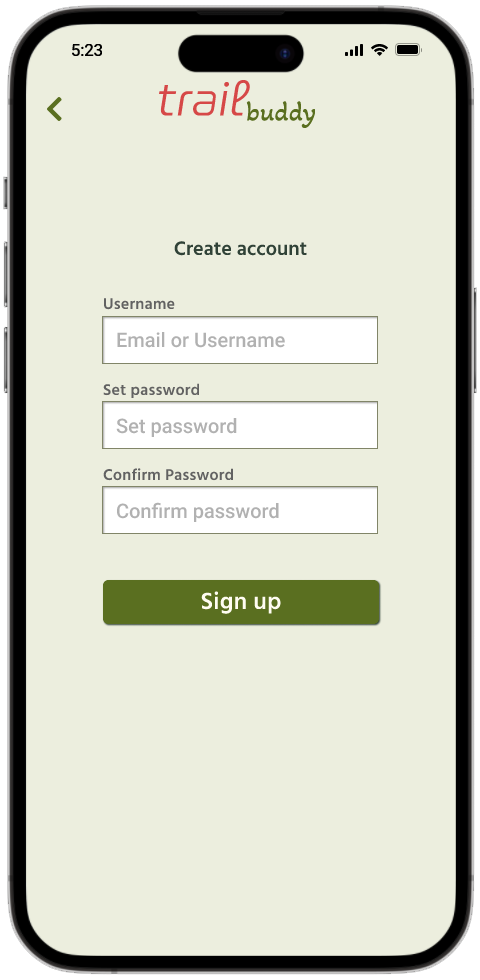 5:23
trail buddy
Create account
Username
Email or Username
Set password
Set password
Confirm Password
Confirm password
Sign up